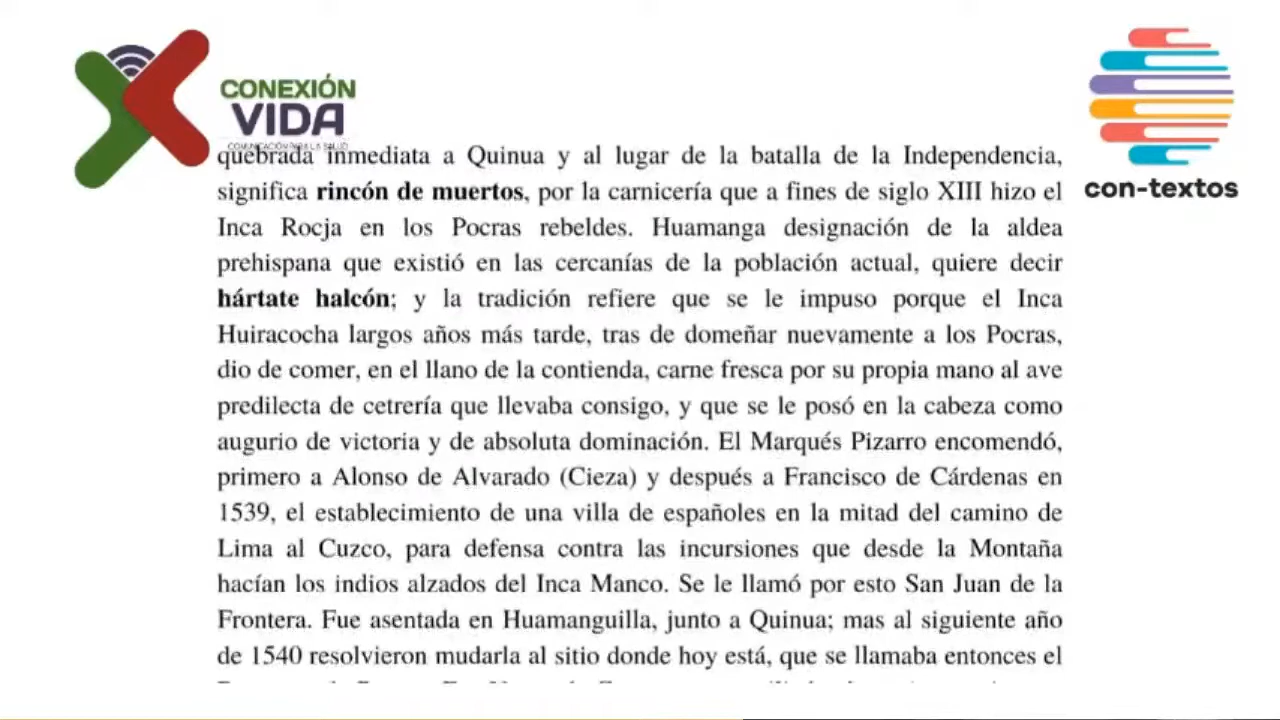 CONEXIÓN
VIDA
COMUNICACIÓN PARA LA SALUD
con-textos
quebrada inmediata a Quinua y al lugar de la batalla de la Independencia,
significa rincón de muertos, por la carnicería que a fines de siglo XIII hizo el
Inca Rocja en los Pocras rebeldes. Huamanga designación de la aldea
prehispana que existió en las cercanías de la población actual, quiere decir
hártate halcón; y la tradición refiere que se le impuso porque el Inca
Huiracocha largos años más tarde, tras de domeñar nuevamente a los Pocras,
dio de comer, en el llano de la contienda, carne fresca por su propia mano al ave
predilecta de cetrería que llevaba consigo, y que se le posó en la cabeza como
augurio de victoria y de absoluta dominación. El Marqués Pizarro encomendó,
primero a Alonso de Alvarado (Cieza) y después a Francisco de Cárdenas en
1539, el establecimiento de una villa de españoles en la mitad del camino de
Lima al Cuzco, para defensa contra las incursiones que desde la Montaña
hacían los indios alzados del Inca Manco. Se le llamó por esto San Juan de la
Frontera. Fue asentada en Huamanguilla, junto a Quinua; mas al siguiente año
de 1540 resolvieron mudarla al sitio donde hoy está, que se llamaba entonces el